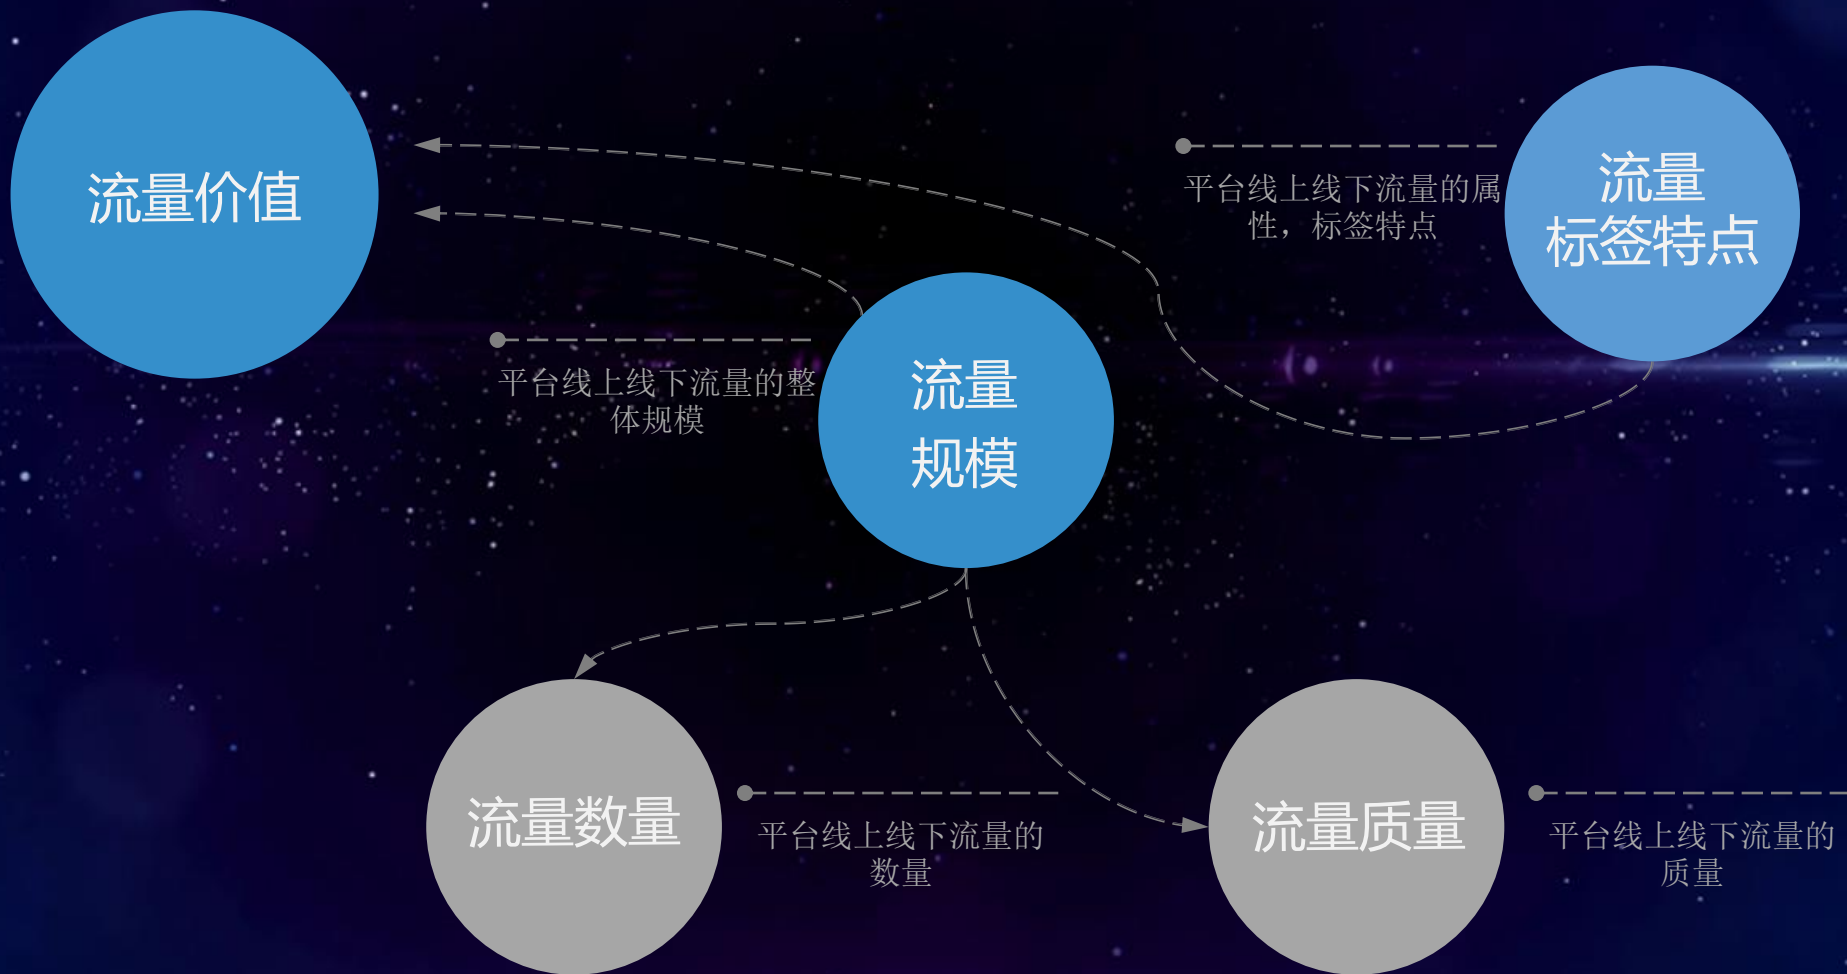 流量价值
平台线上线下流量的属
性，标签特点
流量
标签特点
平台线上线下流量的整
体规模
流量
规模
流量数量
平台线上线下流量的
数量
流量质量
平台线上线下流量的
质量